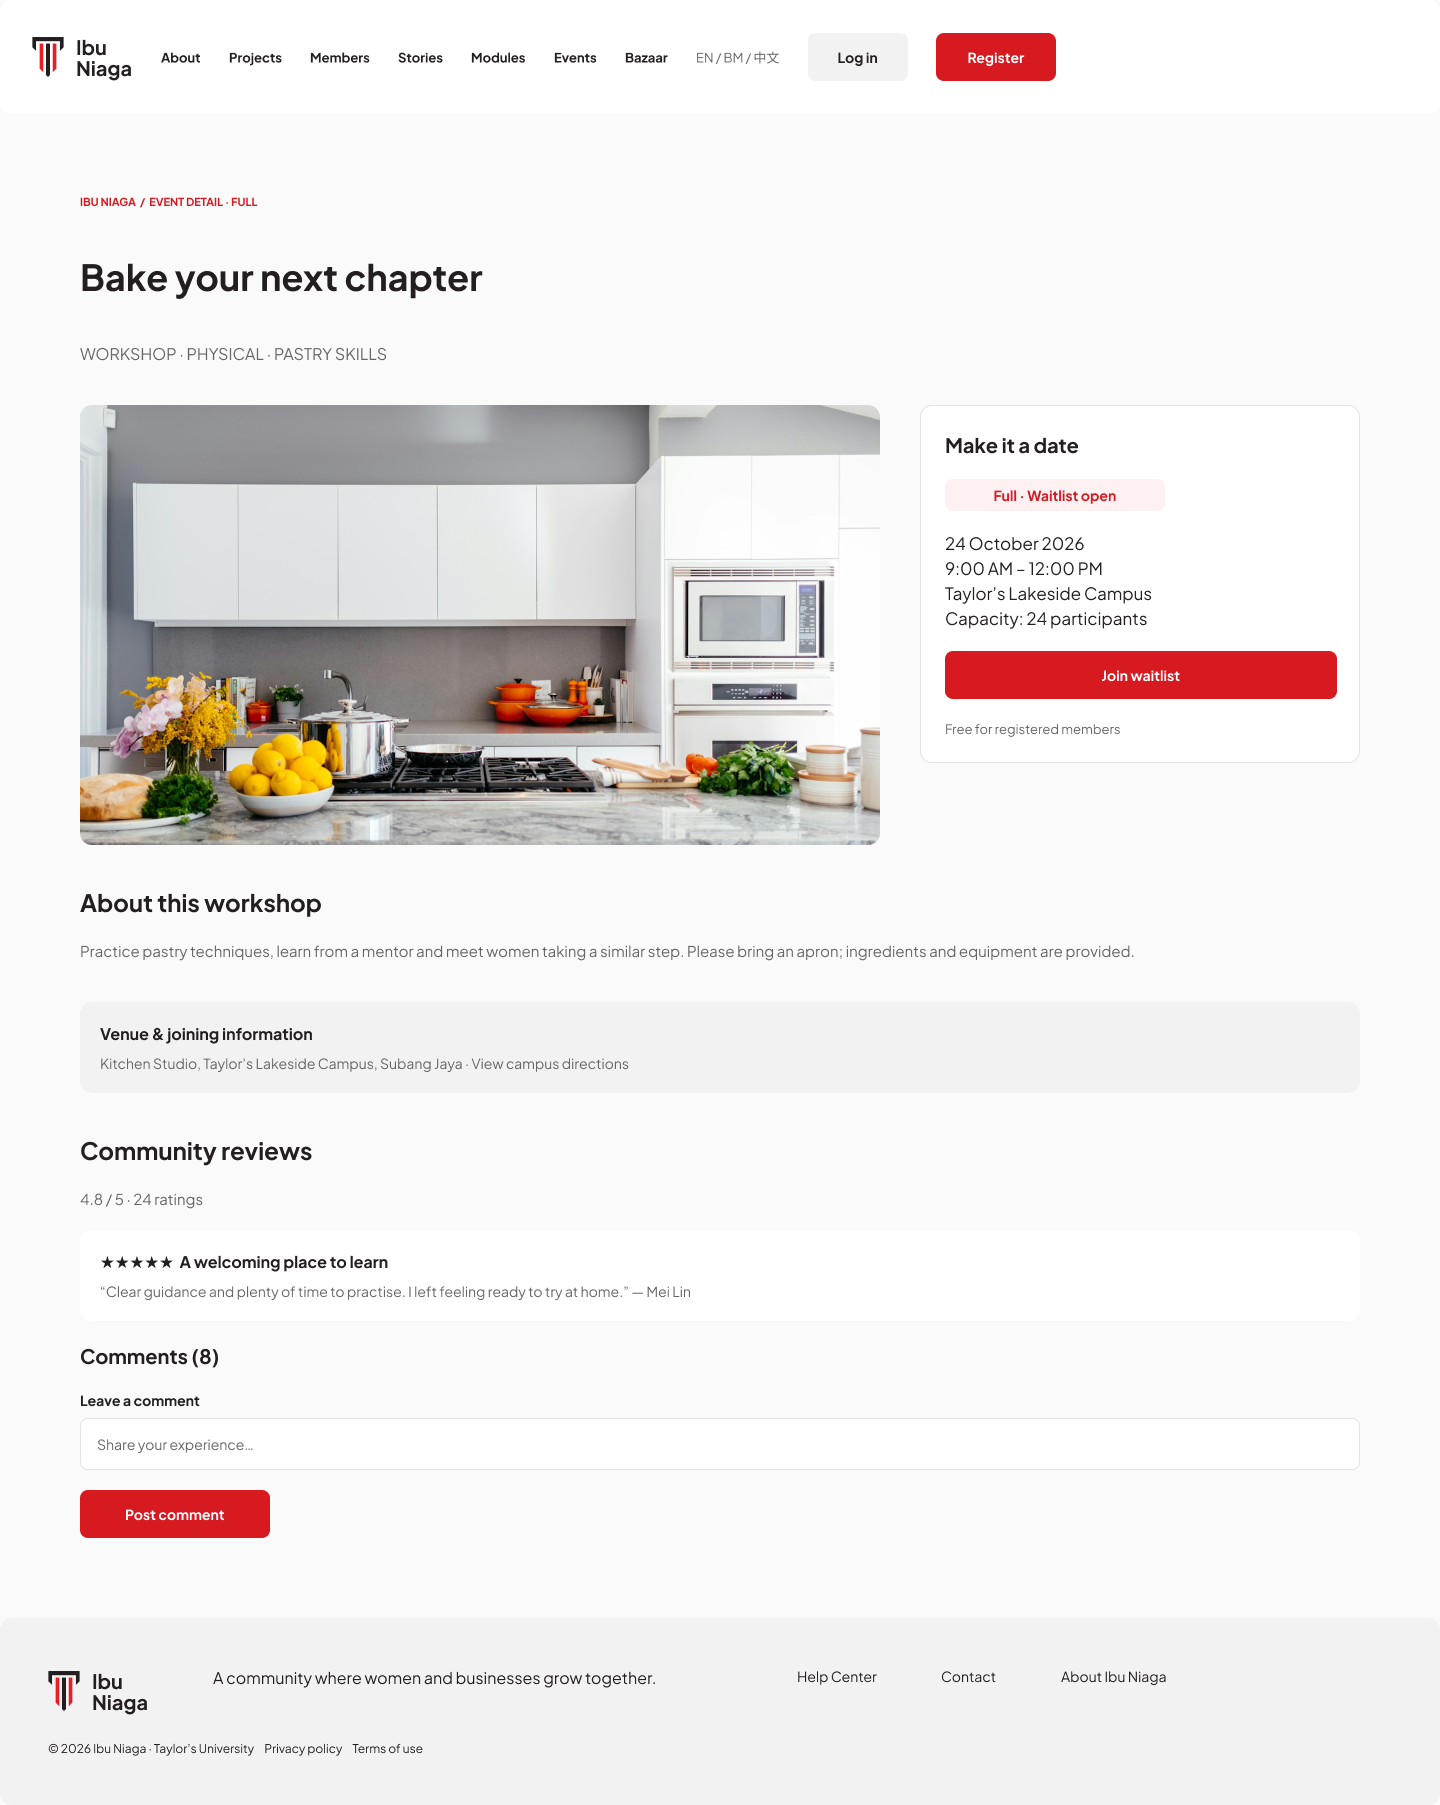 Ibu
Niaga
About Projects Members Stories Modules Events Bazaar EN / BM / 中文 Log in Register
IBU NIAGA / EVENT DETAIL · FULL
Bake your next chapter
WORKSHOP · PHYSICAL · PASTRY SKILLS
Make it a date
Full · Waitlist open
24 October 2026
9:00 AM – 12:00 PM
Taylor’s Lakeside Campus
Capacity: 24 participants
Join waitlist
Free for registered members
About this workshop
Practice pastry techniques, learn from a mentor and meet women taking a similar step. Please bring an apron; ingredients and equipment are provided.
Venue & joining information
Kitchen Studio, Taylor’s Lakeside Campus, Subang Jaya · View campus directions
Community reviews
4.8 / 5 · 24 ratings
★★★★★ A welcoming place to learn
“Clear guidance and plenty of time to practise. I left feeling ready to try at home.” — Mei Lin
Comments (8)
Leave a comment
Share your experience…
Post comment
Ibu
Niaga
A community where women and businesses grow together.
Help Center Contact About Ibu Niaga
© 2026 Ibu Niaga · Taylor’s University Privacy policy Terms of use